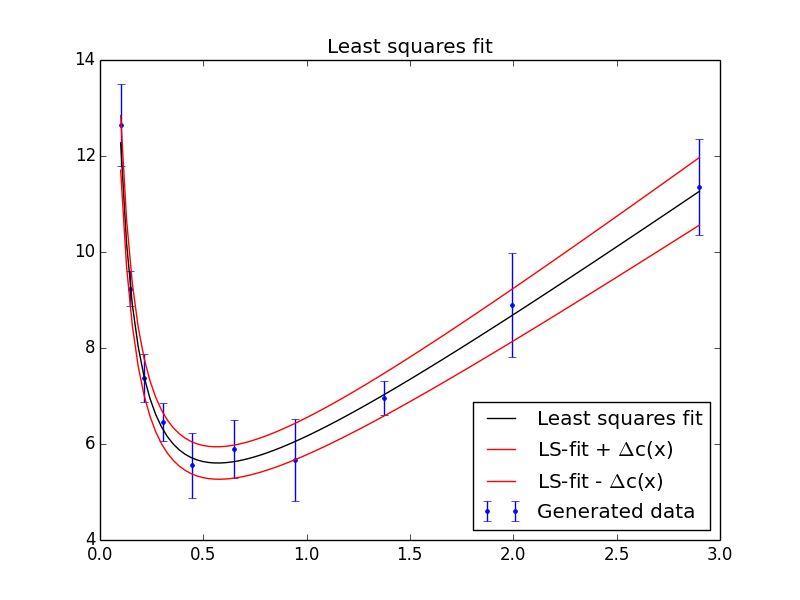 Least squares fit
14
12
10
8
6
4
0.0 0.5 1.0 1.5 2.0 2.5 3.0
Least squares fit
LS-fit + Δc(x)
LS-fit - Δc(x)
Generated data